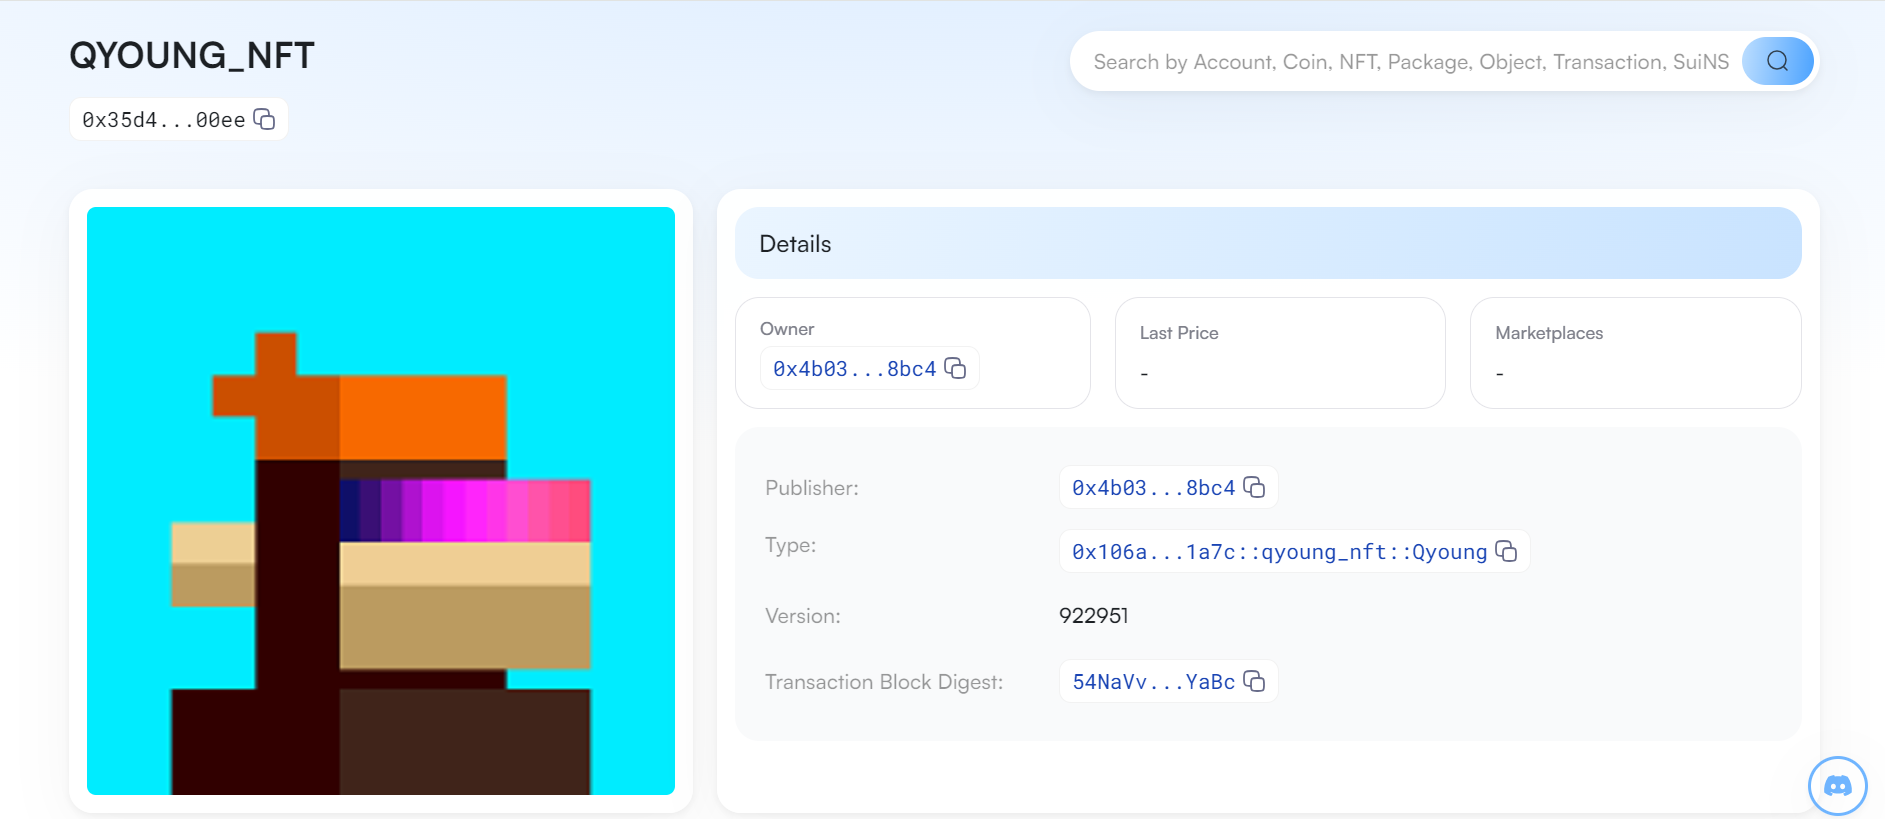 QYOUNG_NFT
Search by Account, Coin, NFT, Package, Object, Transaction, SuiNS
0x35d4...00ee
Details
Owner
0x4b03...8bc4
Last Price
-
Marketplaces
-
Publisher:
0x4b03...8bc4
Type:
0x106a...1a7c::qyoung_nft::Qyoung
Version:
922951
Transaction Block Digest:
54NaVv...YaBc